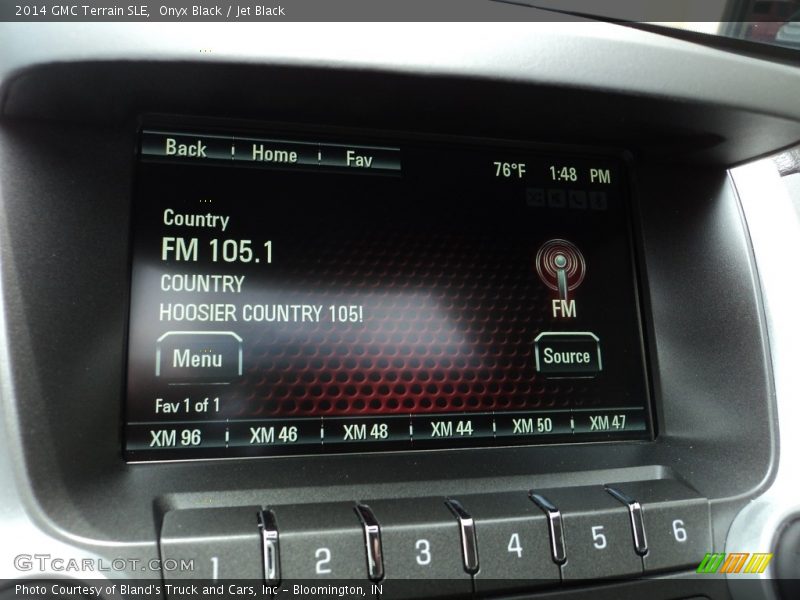 2014 GMC Terrain SLE, Onyx Black / Jet Black
Back Home Fav
76°F 1:48 PM
Country
FM 105.1
COUNTRY
HOOSIER COUNTRY 105!
FM
Menu
Source
Fav 1 of 1
XM 96 XM 46 XM 48 XM 44 XM 50 XM 47
1 2 3 4 5 6
GTCARLOT.COM
Photo Courtesy of Bland's Truck and Cars, Inc - Bloomington, IN